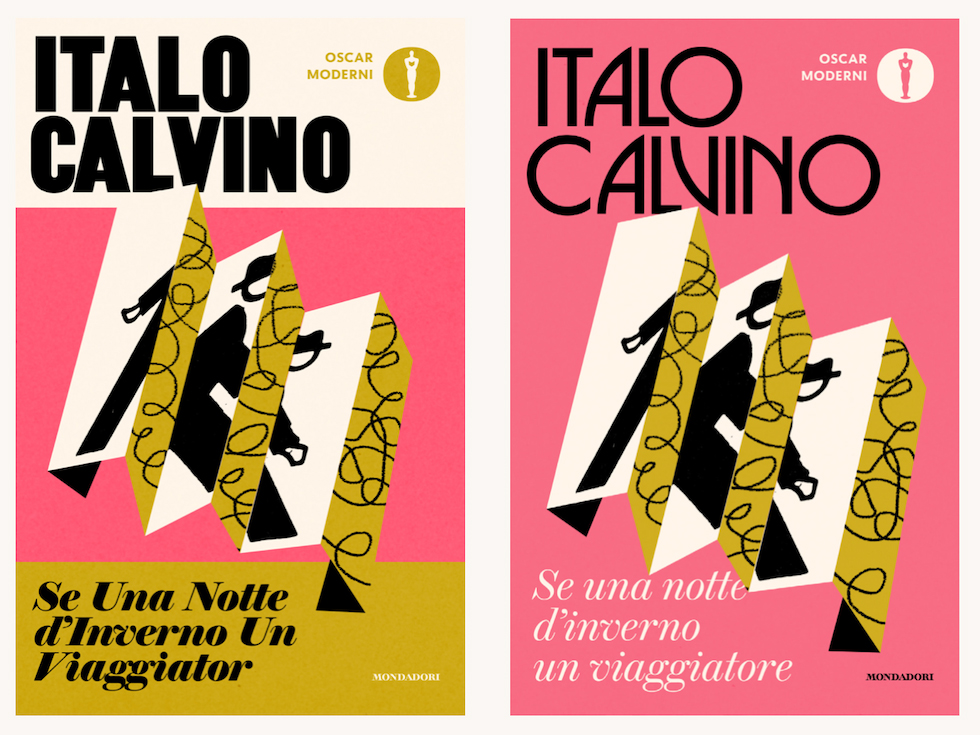 ITALO
CALVINO
OSCAR
MODERNI
Se Una Notte
d'Inverno Un
Viaggiator
MONDADORI
ITALO
CALVINO
OSCAR
MODERNI
Se una notte
d'inverno
un viaggiatore
MONDADORI